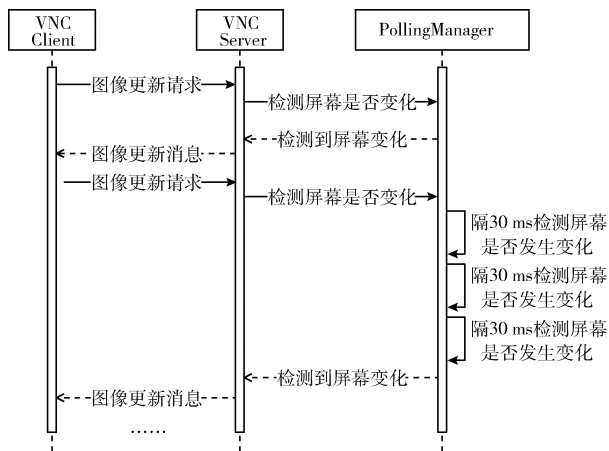 VNC
Client
VNC
Server
PollingManager
图像更新请求
检测屏幕是否变化
检测到屏幕变化
图像更新消息
图像更新请求
检测屏幕是否变化
隔30 ms检测屏幕
是否发生变化
隔30 ms检测屏幕
是否发生变化
隔30 ms检测屏幕
是否发生变化
检测到屏幕变化
图像更新消息
……